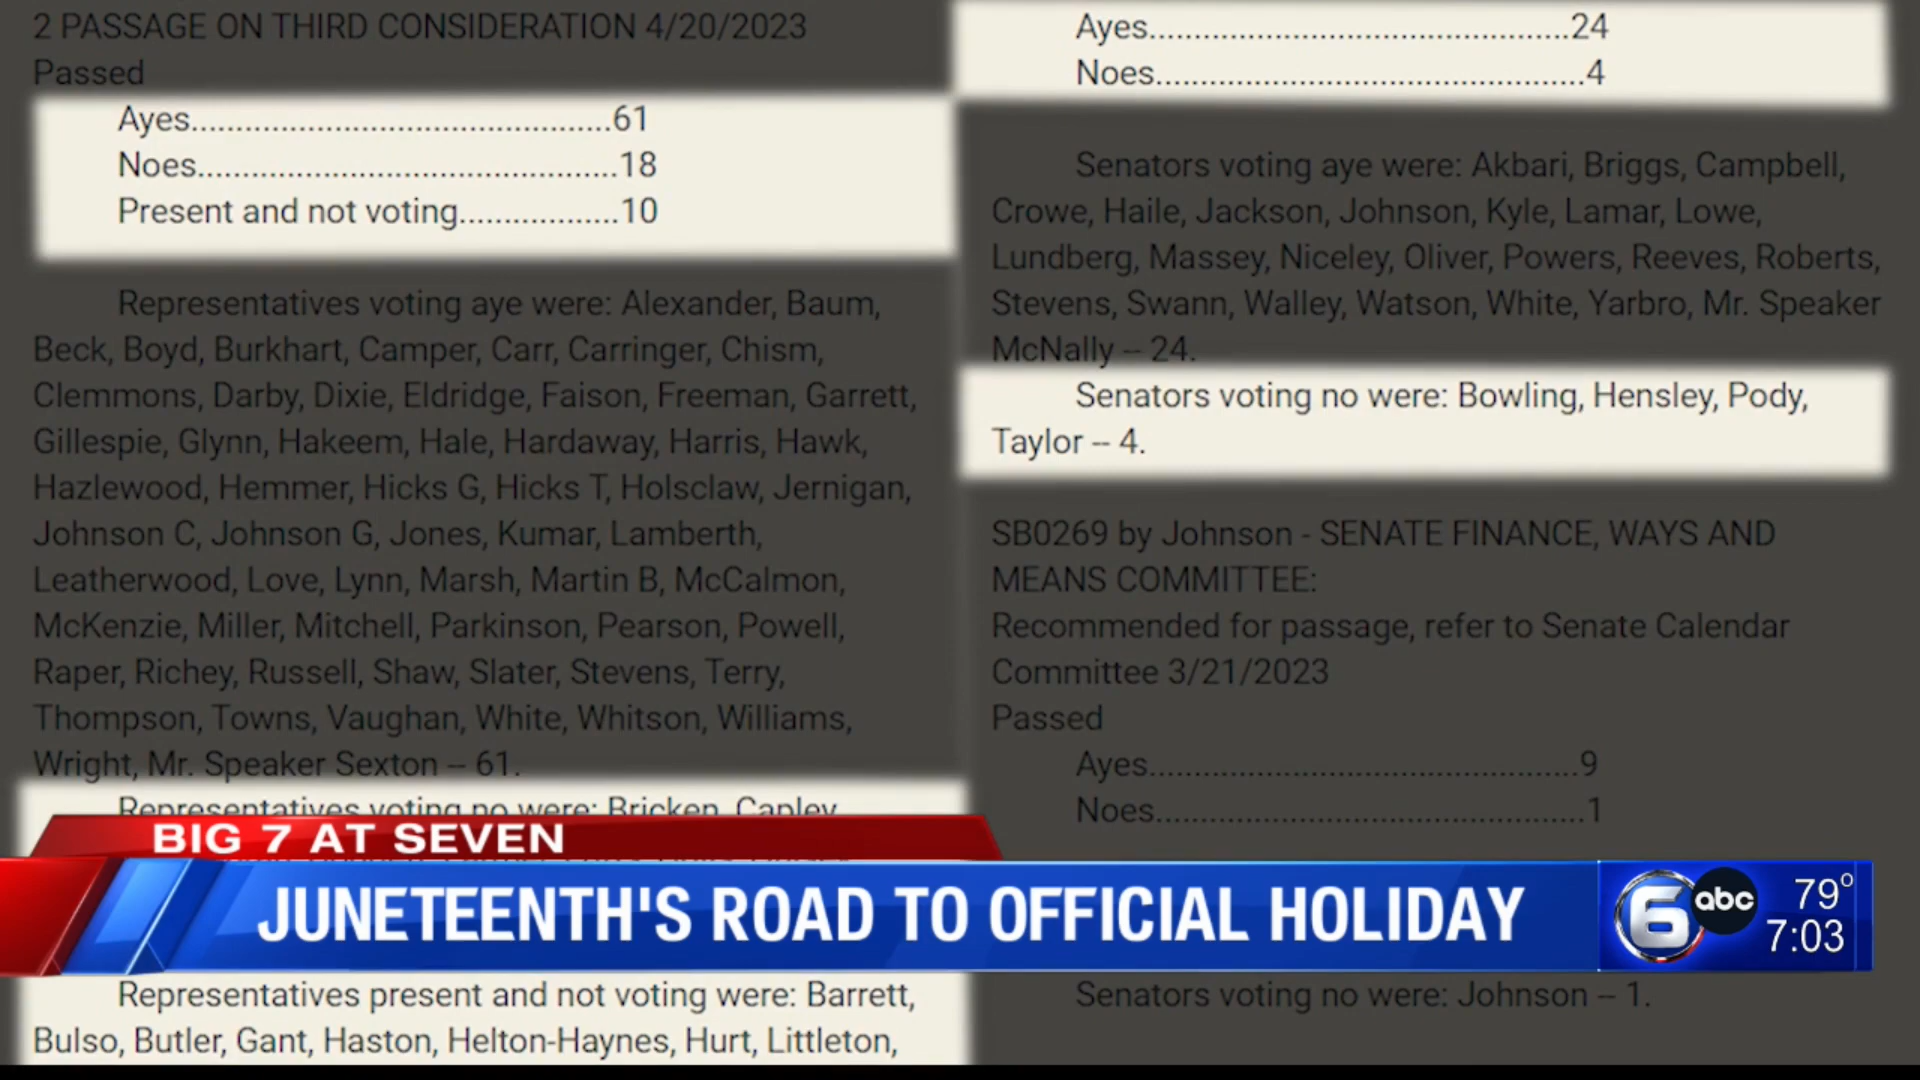 2 PASSAGE ON THIRD CONSIDERATION 4/20/2023
Passed
Ayes...............................................61
Noes...............................................18
Present and not voting..................10
Representatives voting aye were: Alexander, Baum,
Beck, Boyd, Burkhart, Camper, Carr, Carringer, Chism,
Clemmons, Darby, Dixie, Eldridge, Faison, Freeman, Garrett,
Gillespie, Glynn, Hakeem, Hale, Hardaway, Harris, Hawk,
Hazlewood, Hemmer, Hicks G, Hicks T, Holsclaw, Jernigan,
Johnson C, Johnson G, Jones, Kumar, Lamberth,
Leatherwood, Love, Lynn, Marsh, Martin B, McCalmon,
McKenzie, Miller, Mitchell, Parkinson, Pearson, Powell,
Raper, Richey, Russell, Shaw, Slater, Stevens, Terry,
Thompson, Towns, Vaughan, White, Whitson, Williams,
Wright, Mr. Speaker Sexton -- 61.
Representatives voting no were: Bricken, Capley,
Representatives present and not voting were: Barrett,
Bulso, Butler, Gant, Haston, Helton-Haynes, Hurt, Littleton,
Ayes...............................................24
Noes................................................4
Senators voting aye were: Akbari, Briggs, Campbell,
Crowe, Haile, Jackson, Johnson, Kyle, Lamar, Lowe,
Lundberg, Massey, Niceley, Oliver, Powers, Reeves, Roberts,
Stevens, Swann, Walley, Watson, White, Yarbro, Mr. Speaker
McNally -- 24.
Senators voting no were: Bowling, Hensley, Pody,
Taylor -- 4.
SB0269 by Johnson - SENATE FINANCE, WAYS AND
MEANS COMMITTEE:
Recommended for passage, refer to Senate Calendar
Committee 3/21/2023
Passed
Ayes................................................9
Noes................................................1
Senators voting no were: Johnson -- 1.
BIG 7 AT SEVEN
JUNETEENTH'S ROAD TO OFFICIAL HOLIDAY
6 abc
79°
7:03